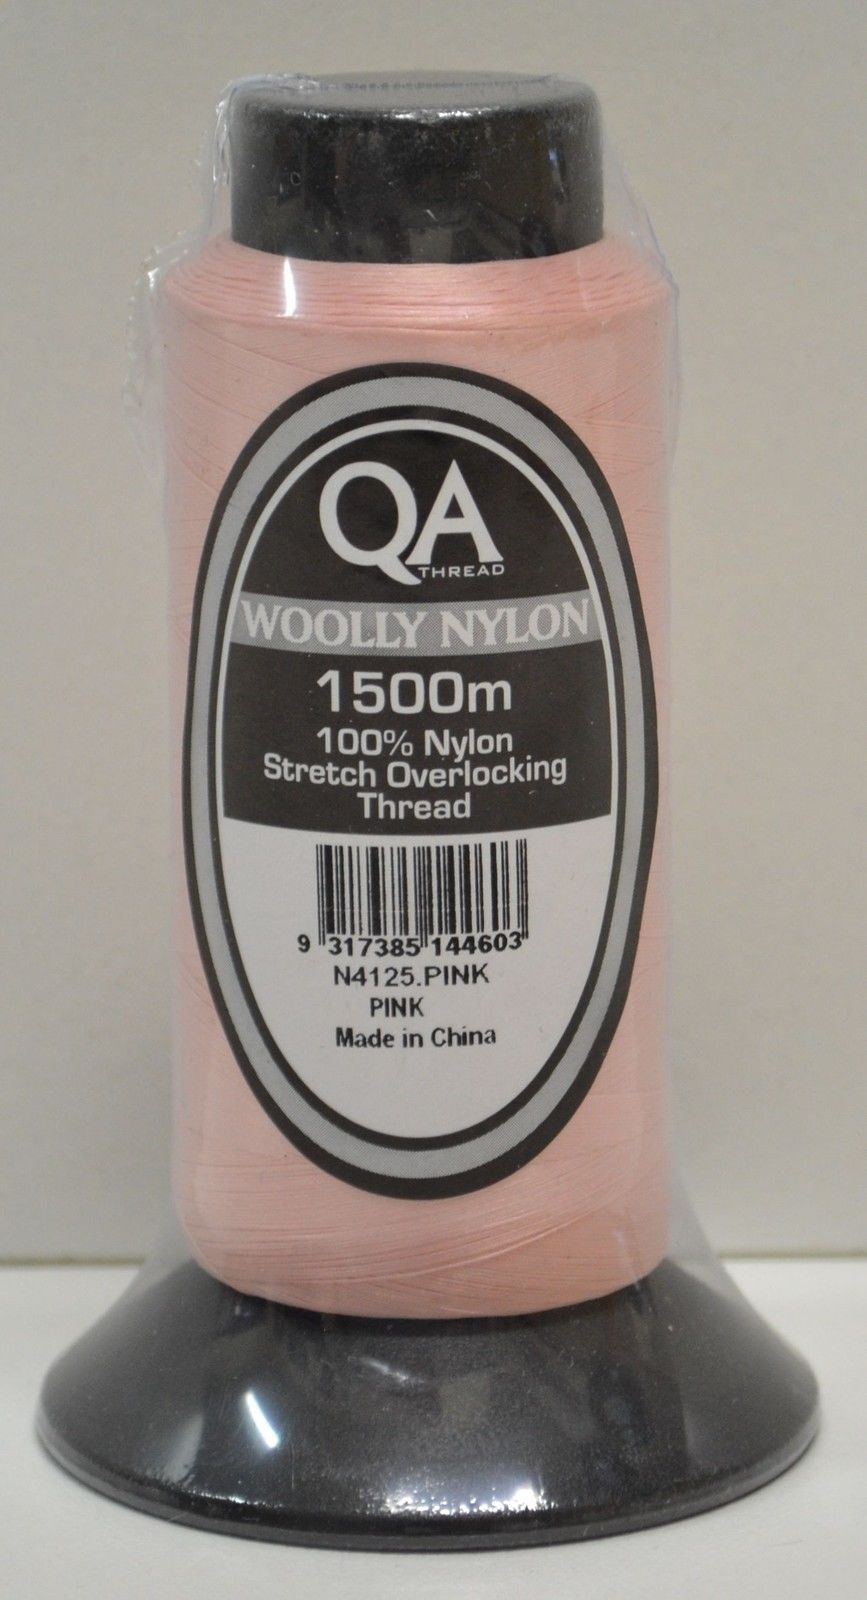 QA
THREAD
WOOLLY NYLON
1500m
100% Nylon
Stretch Overlocking
Thread
9 317385 144603
N4125.PINK
PINK
Made in China